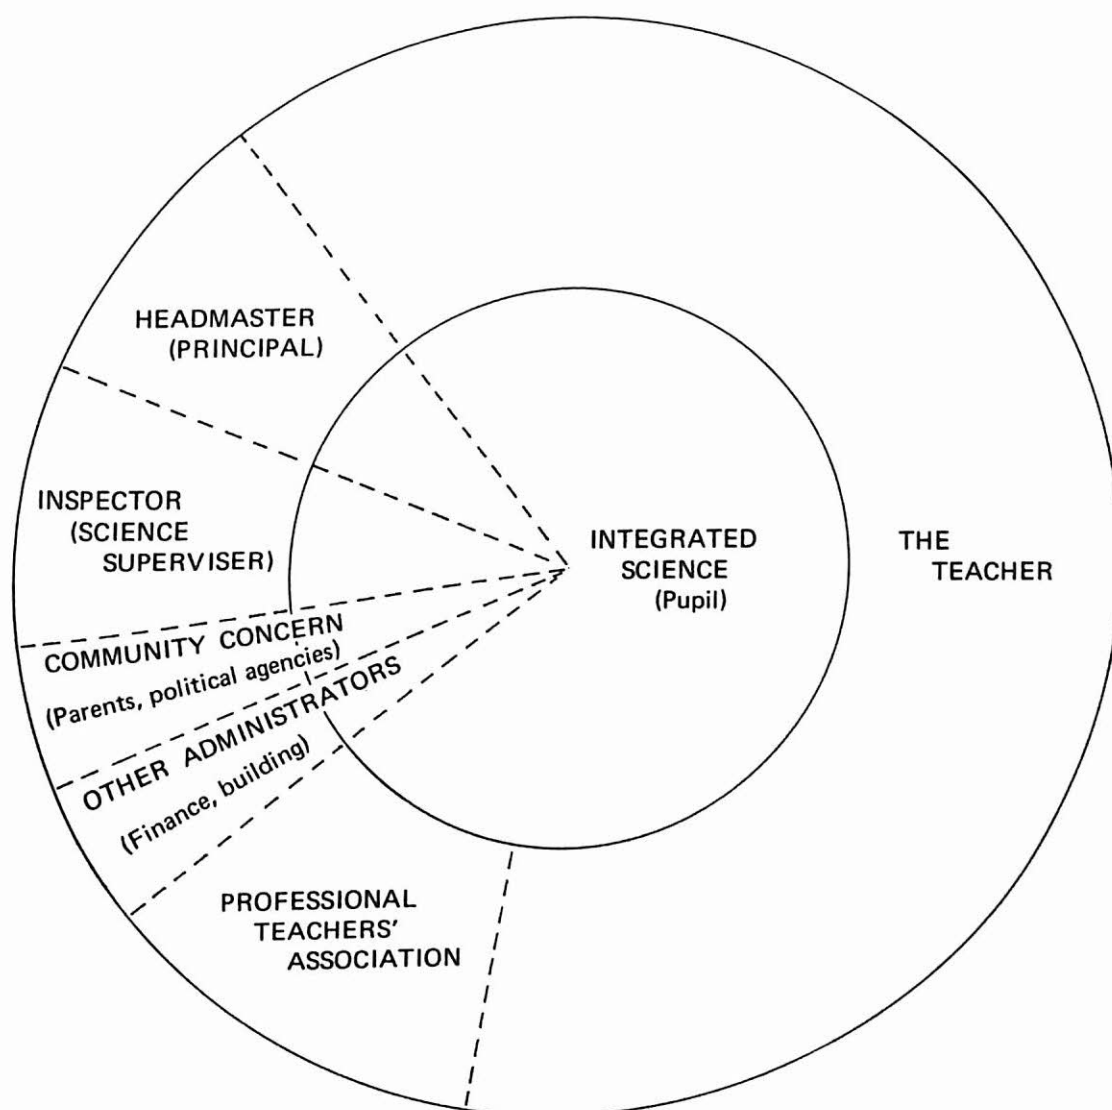 HEADMASTER
(PRINCIPAL)
INSPECTOR
(SCIENCE
SUPERVISER)
COMMUNITY CONCERN
(Parents, political agencies)
OTHER ADMINISTRATORS
(Finance, building)
PROFESSIONAL
TEACHERS'
ASSOCIATION
INTEGRATED
SCIENCE
(Pupil)
THE
TEACHER